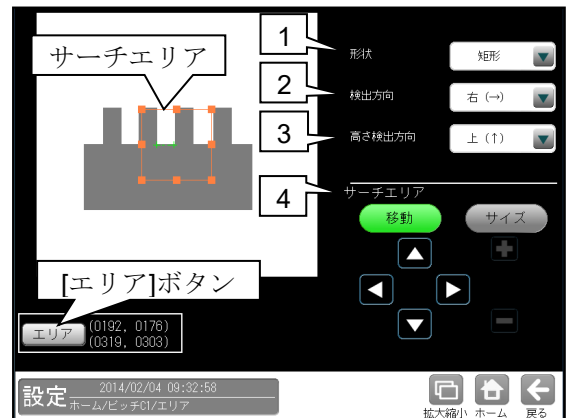 サーチエリア
1
形状
矩形
2
検出方向
右 (→)
3
高さ検出方向
上 (↑)
4
サーチエリア
移動
サイズ
[エリア]ボタン
エリア
(0192, 0176)
(0319, 0303)
設定
2014/02/04 09:32:58
ホーム/ピッチC1/エリア
拡大縮小
ホーム
戻る